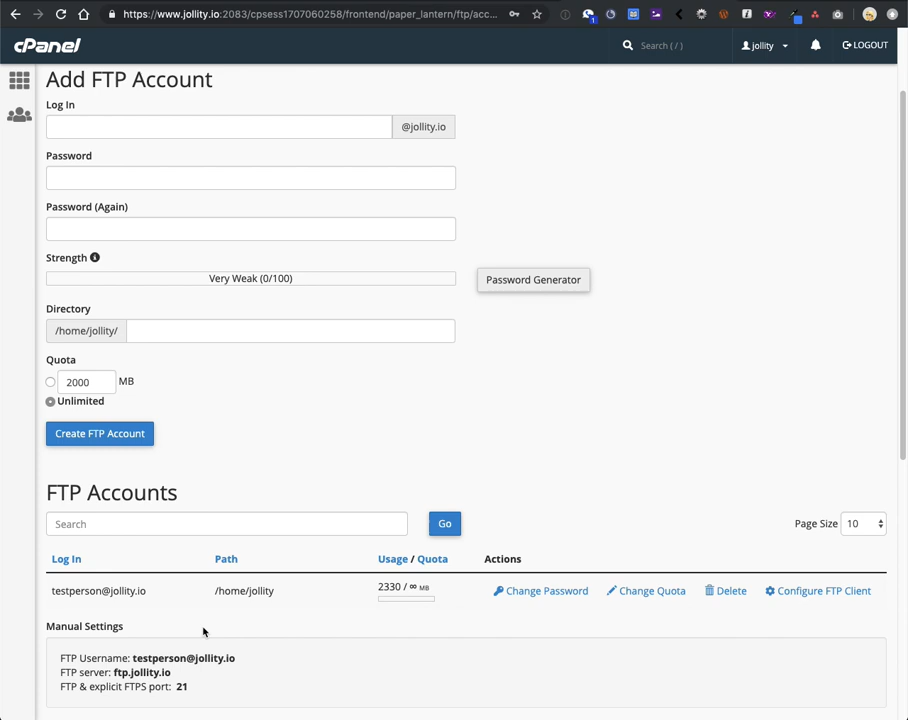 https://www.jollity.io:2083/cpsess1707060258/frontend/paper_lantern/ftp/acc...
1
cPanel
Search ( / )
jollity
LOGOUT
Add FTP Account
Log In
@jollity.io
Password
Password (Again)
Strength
Very Weak (0/100)
Password Generator
Directory
/home/jollity/
Quota
2000 MB
Unlimited
Create FTP Account
FTP Accounts
Search
Go
Page Size 10
Log In Path Usage / Quota Actions
testperson@jollity.io /home/jollity 2330 / ∞ MB Change Password Change Quota Delete Configure FTP Client
Manual Settings
FTP Username: testperson@jollity.io
FTP server: ftp.jollity.io
FTP & explicit FTPS port: 21